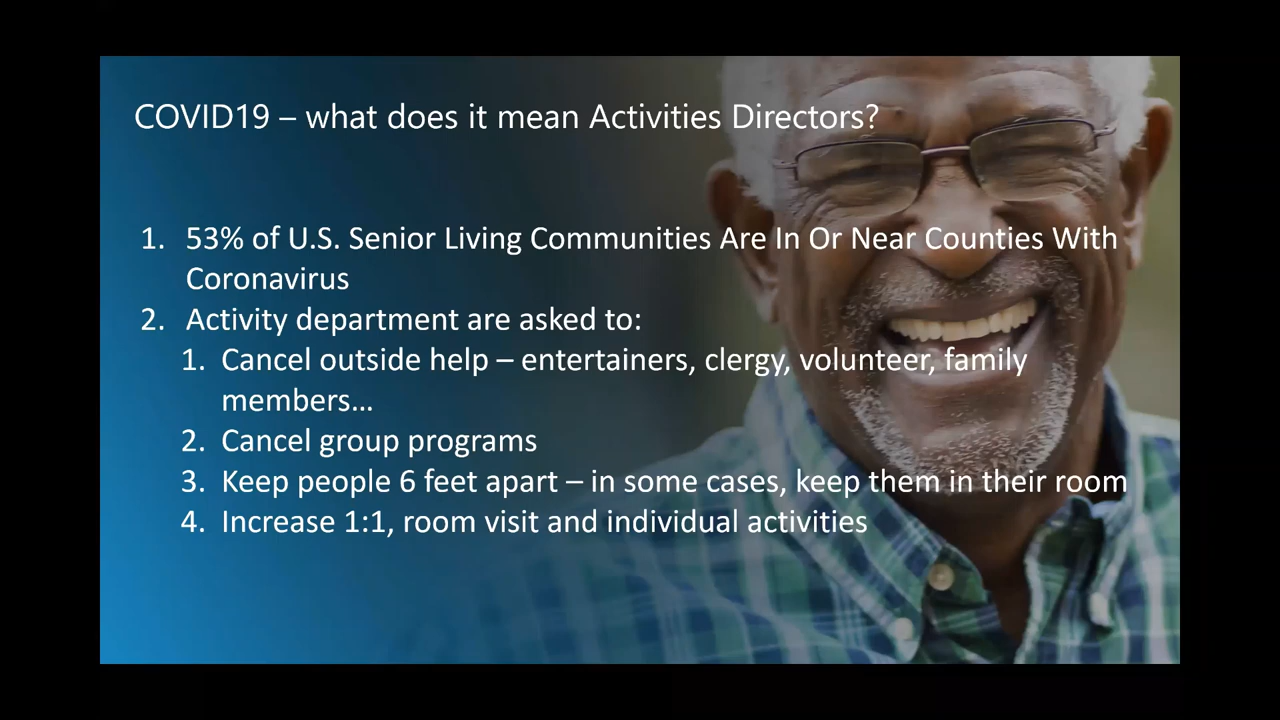 COVID19 – what does it mean Activities Directors?
1. 53% of U.S. Senior Living Communities Are In Or Near Counties With
Coronavirus
2. Activity department are asked to:
1. Cancel outside help – entertainers, clergy, volunteer, family
members…
2. Cancel group programs
3. Keep people 6 feet apart – in some cases, keep them in their room
4. Increase 1:1, room visit and individual activities